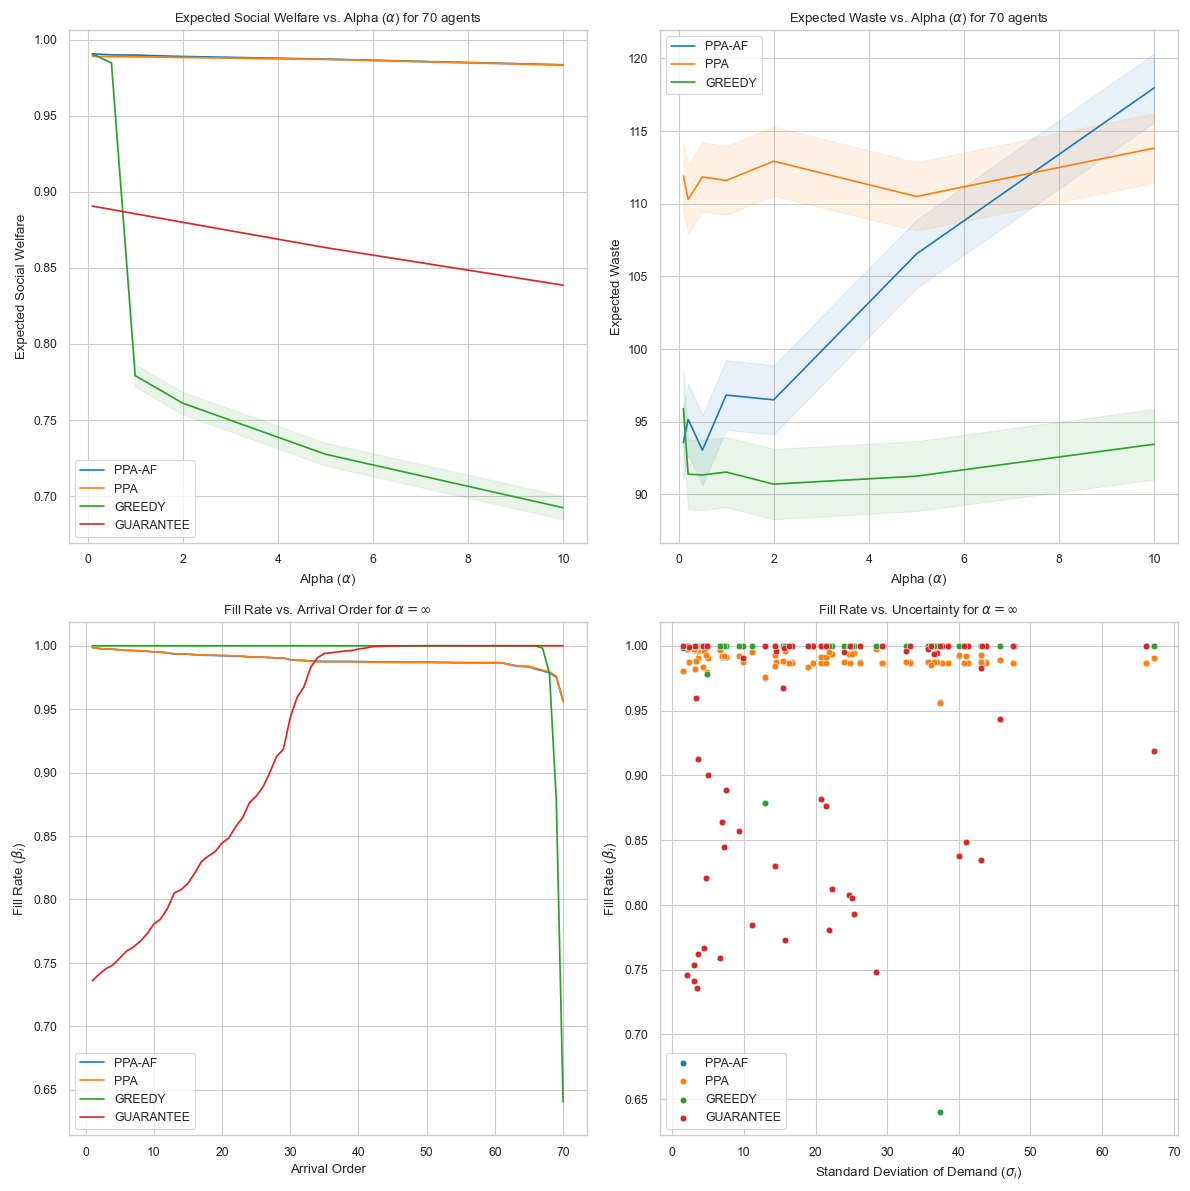 Expected Social Welfare vs. Alpha (α) for 70 agents
1.00
0.95
0.90
0.85
0.80
0.75
0.70
Expected Social Welfare
PPA-AF
PPA
GREEDY
GUARANTEE
0 2 4 6 8 10
Alpha (α)
Expected Waste vs. Alpha (α) for 70 agents
PPA-AF
PPA
GREEDY
120
115
110
105
100
95
90
Expected Waste
0 2 4 6 8 10
Alpha (α)
Fill Rate vs. Arrival Order for α = ∞
1.00
0.95
0.90
0.85
0.80
0.75
0.70
0.65
Fill Rate (βi)
PPA-AF
PPA
GREEDY
GUARANTEE
0 10 20 30 40 50 60 70
Arrival Order
Fill Rate vs. Uncertainty for α = ∞
1.00
0.95
0.90
0.85
0.80
0.75
0.70
0.65
Fill Rate (βi)
PPA-AF
PPA
GREEDY
GUARANTEE
0 10 20 30 40 50 60 70
Standard Deviation of Demand (σi)